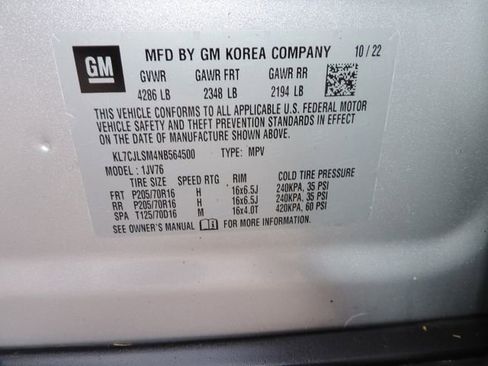 GM MFD BY GM KOREA COMPANY 10/22
GVWR GAWR FRT GAWR RR
4286 LB 2348 LB 2194 LB
THIS VEHICLE CONFORMS TO ALL APPLICABLE U.S. FEDERAL MOTOR
VEHICLE SAFETY AND THEFT PREVENTION STANDARDS IN EFFECT
ON THE DATE OF MANUFACTURE SHOWN ABOVE.
KL7CJLSM4NB564500 TYPE: MPV
MODEL: 1JV76
TIRE SIZE SPEED RTG RIM COLD TIRE PRESSURE
FRT P205/70R16 H 16x6.5J 240KPA, 35 PSI
RR P205/70R16 H 16x6.5J 240KPA, 35 PSI
SPA T125/70D16 M 16x4.0T 420KPA, 60 PSI
SEE OWNER'S MANUAL FOR MORE INFORMATION.